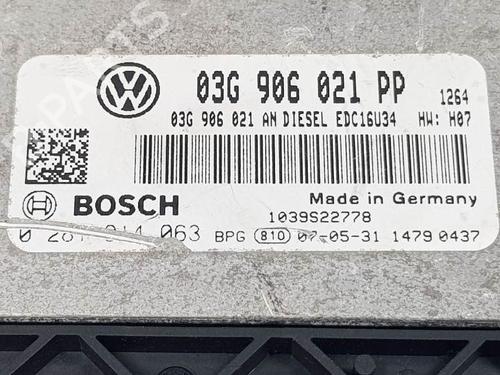 03G 906 021 PP 1264
03G 906 021 AN DIESEL EDC16U34 HW: H07
BOSCH Made in Germany
1039S22778
063 BPG 810 07-05-31 1479 0437